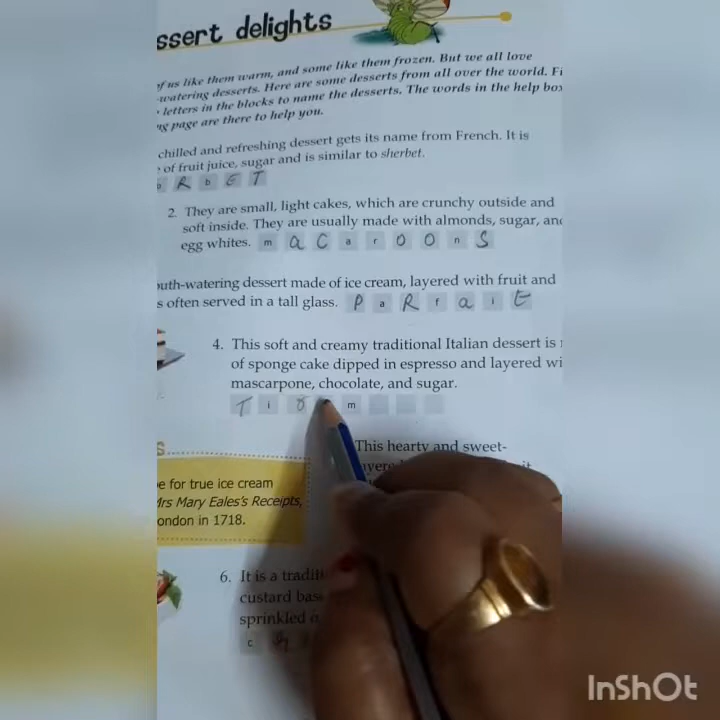 ssert delights
of us like them warm, and some like them frozen. But we all love
-watering desserts. Here are some desserts from all over the world. Fi
letters in the blocks to name the desserts. The words in the help box
ng page are there to help you.
chilled and refreshing dessert gets its name from French. It is
of fruit juice, sugar and is similar to sherbet.
R b E T
2. They are small, light cakes, which are crunchy outside and
soft inside. They are usually made with almonds, sugar, and
egg whites. m a C a r O O n S
outh-watering dessert made of ice cream, layered with fruit and
s often served in a tall glass. P a R f a i E
4. This soft and creamy traditional Italian dessert is
of sponge cake dipped in espresso and layered wi
mascarpone, chocolate, and sugar.
T i m
This hearty and sweet-
S
e for true ice cream
Mrs Mary Eales's Receipts,
ondon in 1718.
6. It is a traditi
custard bas
sprinkled
c
InShOt